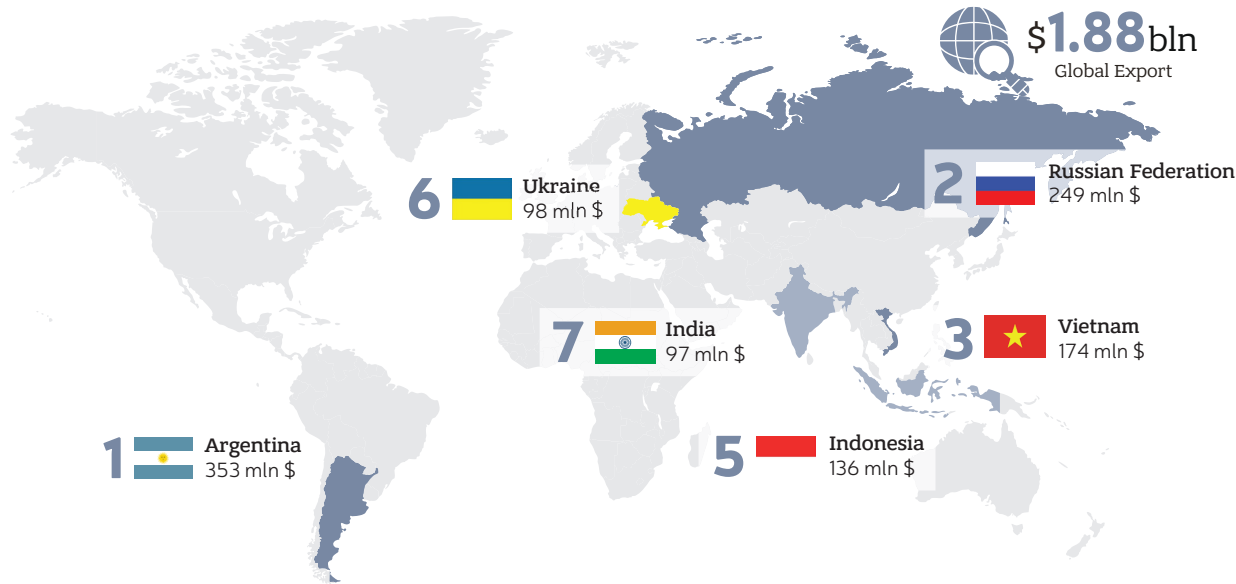 $1.88bln
Global Export
2
Russian Federation
249 mln $
6
Ukraine
98 mln $
7
India
97 mln $
3
Vietnam
174 mln $
1
Argentina
353 mln $
5
Indonesia
136 mln $